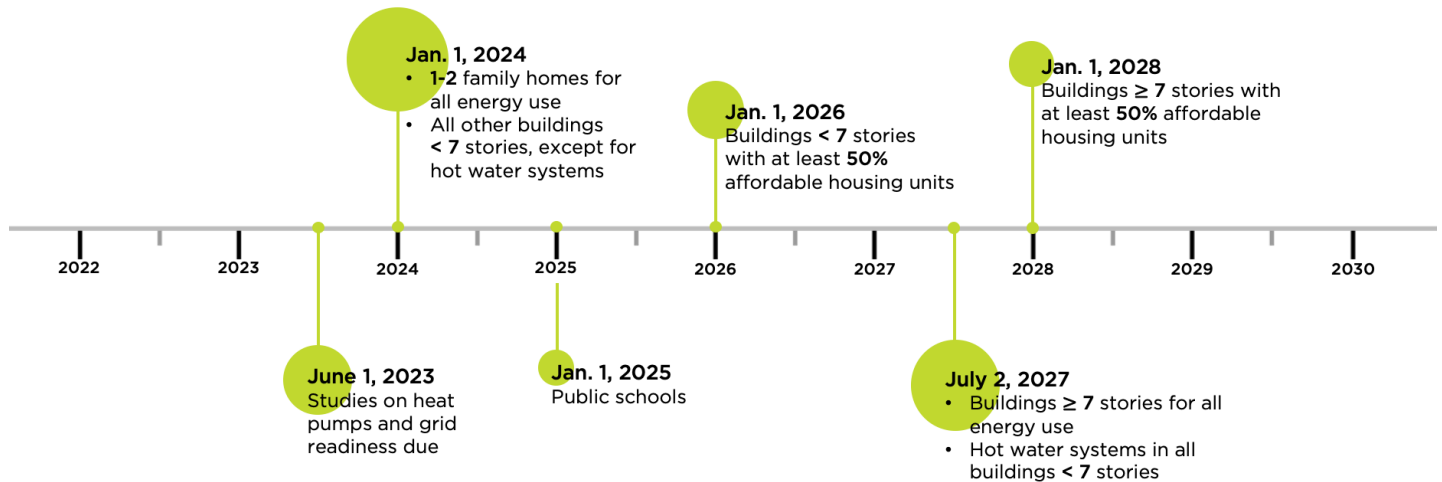 Jan. 1, 2024
• 1-2 family homes for
all energy use
• All other buildings
< 7 stories, except for
hot water systems
Jan. 1, 2026
Buildings < 7 stories
with at least 50%
affordable housing units
Jan. 1, 2028
Buildings ≥ 7 stories with
at least 50% affordable
housing units
2022 2023 2024 2025 2026 2027 2028 2029 2030
June 1, 2023
Studies on heat
pumps and grid
readiness due
Jan. 1, 2025
Public schools
July 2, 2027
• Buildings ≥ 7 stories for all
energy use
• Hot water systems in all
buildings < 7 stories